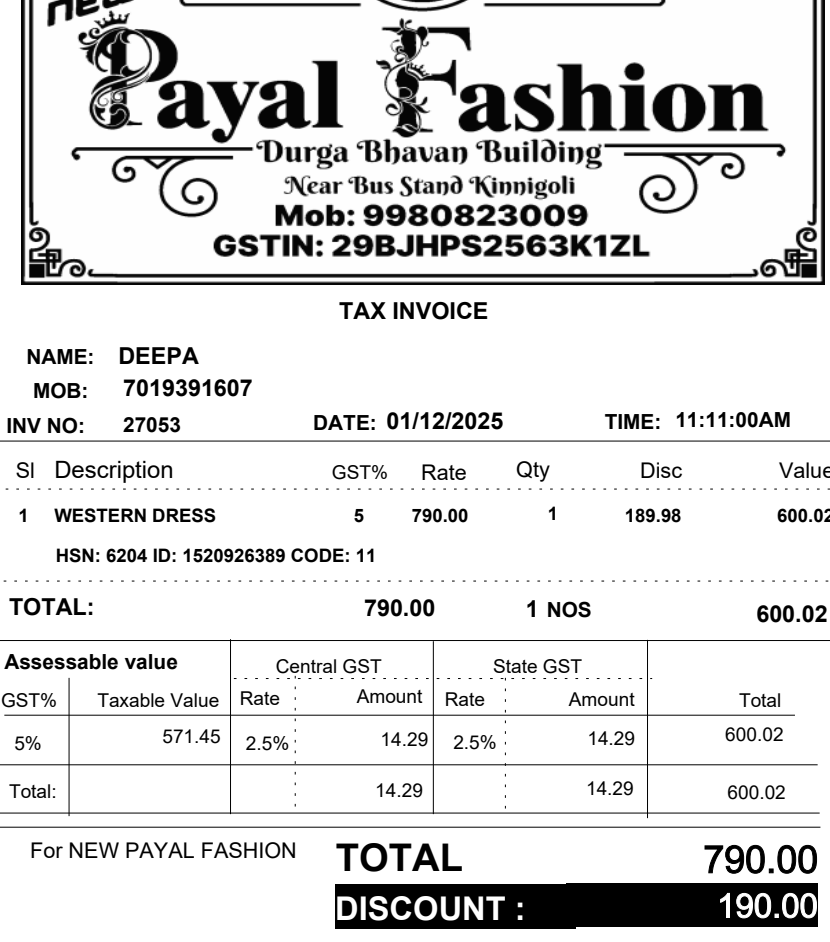 new
Payal Fashion
Durga Bhavan Building
Near Bus Stand Kinnigoli
Mob: 9980823009
GSTIN: 29BJHPS2563K1ZL
TAX INVOICE
NAME: DEEPA
MOB: 7019391607
INV NO: 27053 DATE: 01/12/2025 TIME: 11:11:00AM
Sl Description GST% Rate Qty Disc Value
1 WESTERN DRESS 5 790.00 1 189.98 600.02
HSN: 6204 ID: 1520926389 CODE: 11
TOTAL: 790.00 1 NOS 600.02
Assessable value Central GST State GST
GST% Taxable Value Rate Amount Rate Amount Total
5% 571.45 2.5% 14.29 2.5% 14.29 600.02
Total: 14.29 14.29 600.02
For NEW PAYAL FASHION TOTAL 790.00
DISCOUNT : 190.00